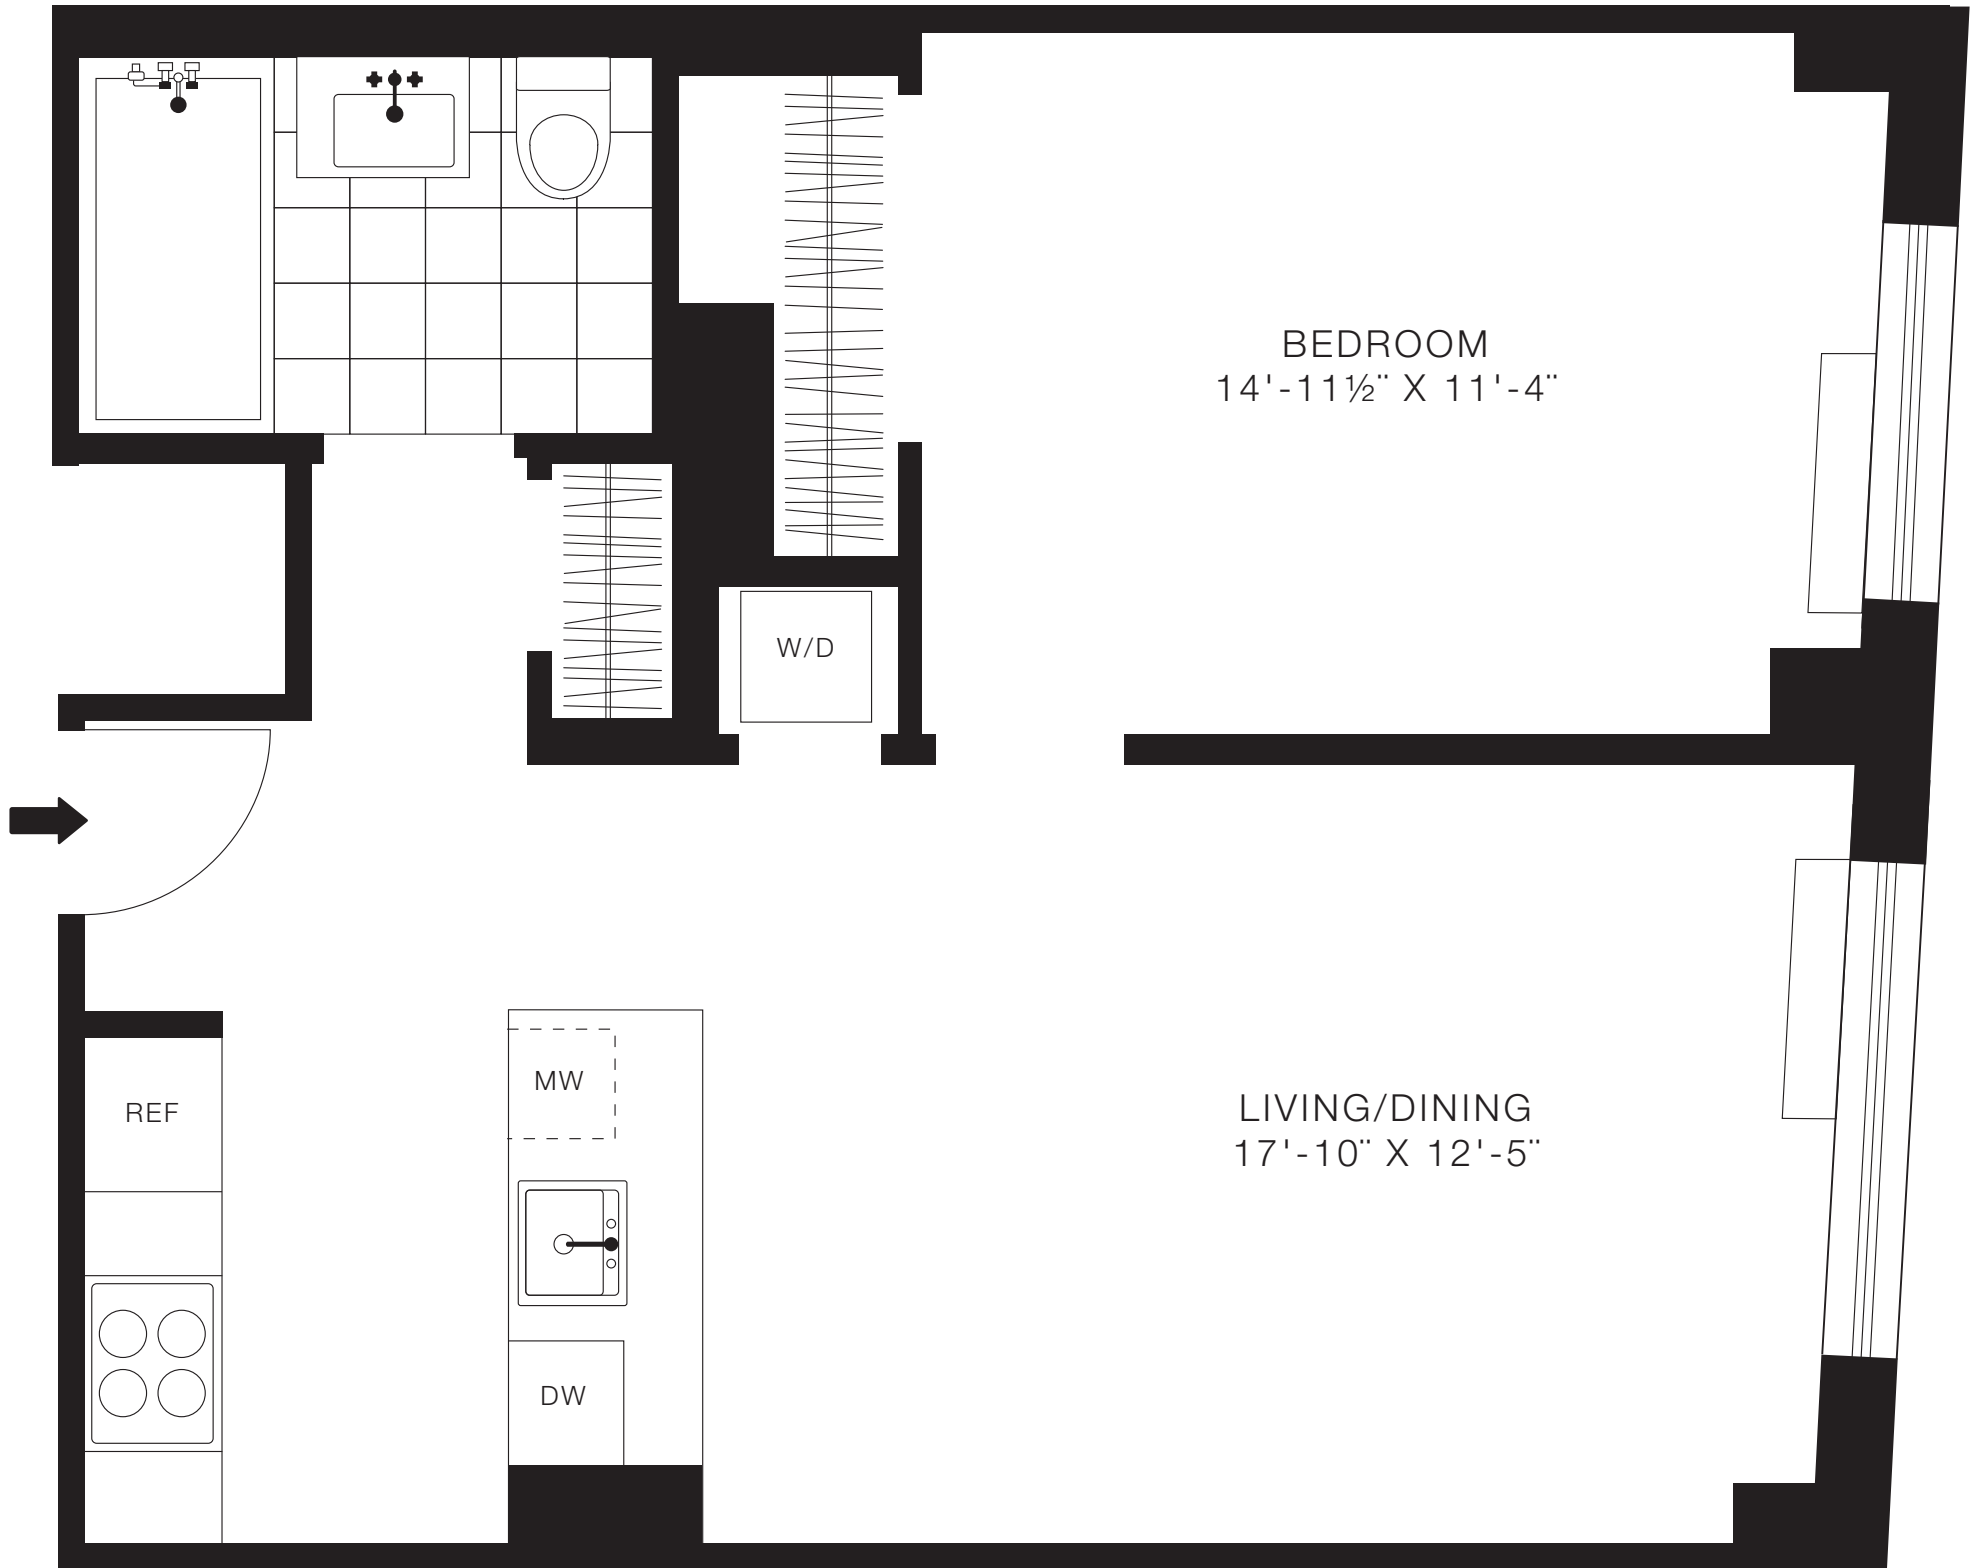 BEDROOM
14'-11½¨ X 11'-4¨
W/D
MW
REF
LIVING/DINING
17'-10¨ X 12'-5¨
DW